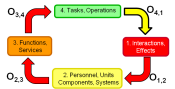 O3,4
4. Tasks, Operations
O4,1
3. Functions,
Services
1. Interactions,
Effects
O2,3
2. Personnel, Units
Components, Systems
O1,2